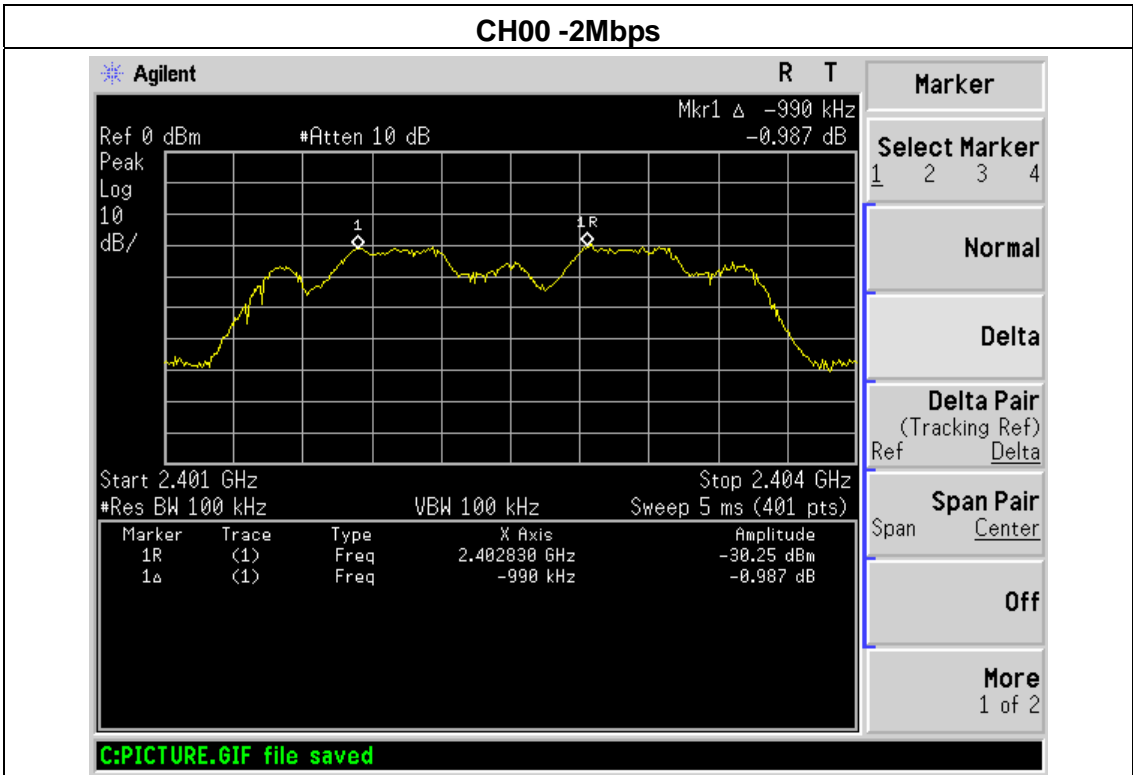 CH00 -2Mbps
Agilent R T
Mkr1 Δ -990 kHz
Ref 0 dBm #Atten 10 dB -0.987 dB
Peak
Log
10
dB/
1 1R
Start 2.401 GHz Stop 2.404 GHz
#Res BW 100 kHz VBW 100 kHz Sweep 5 ms (401 pts)
Marker Trace Type X Axis Amplitude
1R (1) Freq 2.402830 GHz -30.25 dBm
1Δ (1) Freq -990 kHz -0.987 dB
C:PICTURE.GIF file saved
Marker
Select Marker
1 2 3 4
Normal
Delta
Delta Pair
(Tracking Ref)
Ref Delta
Span Pair
Span Center
Off
More
1 of 2